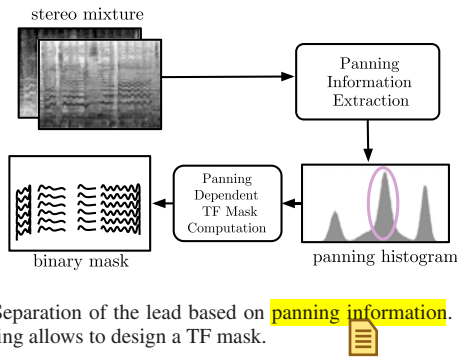 stereo mixture
Panning
Information
Extraction
Panning
Dependent
TF Mask
Computation
binary mask
panning histogram
Separation of the lead based on panning information.
ing allows to design a TF mask.